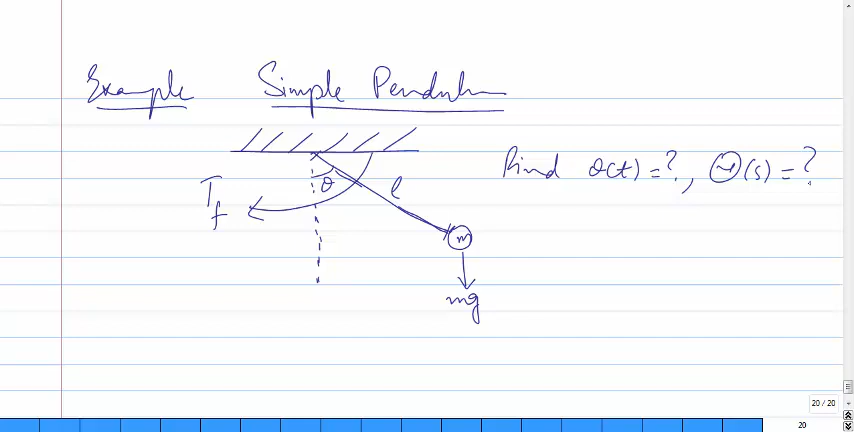 Example Simple Pendulum
Find θ(t) = ?, Θ(s) = ?
T_f θ l
m
mg
20 / 20
20